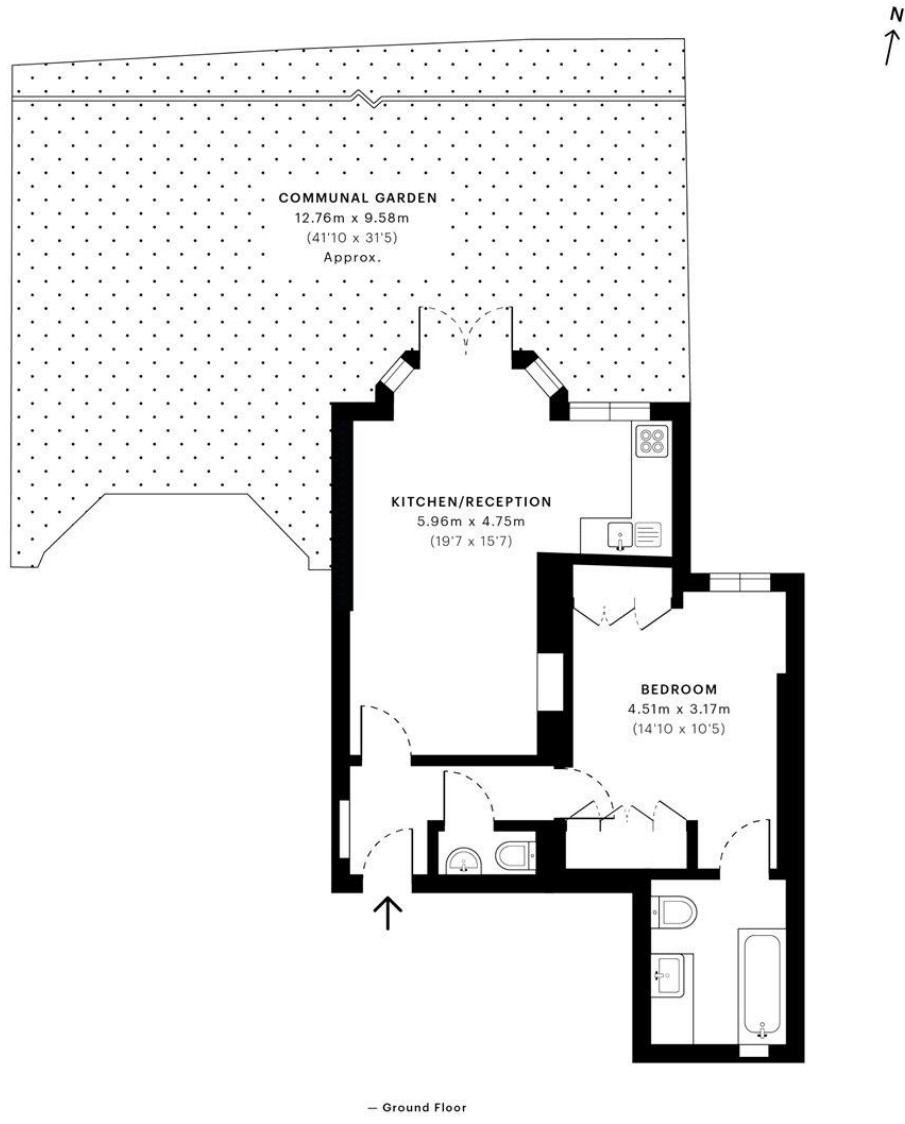 N
COMMUNAL GARDEN
12.76m x 9.58m
(41'10 x 31'5)
Approx.
KITCHEN/RECEPTION
5.96m x 4.75m
(19'7 x 15'7)
BEDROOM
4.51m x 3.17m
(14'10 x 10'5)
— Ground Floor